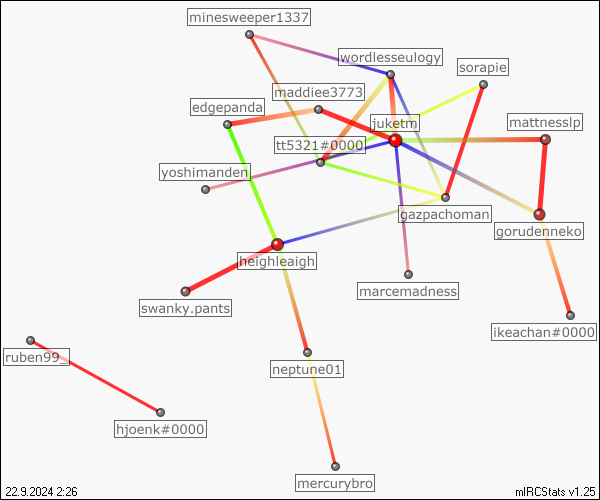 minesweeper1337
wordlesseulogy
sorapie
maddiee3773
edgepanda
juketm
mattnesslp
tt5321#0000
yoshimanden
gazpachoman
gorudenneko
heighleaigh
marcemadness
swanky.pants
ikeachan#0000
ruben99_
neptune01
hjoenk#0000
mercurybro
22.9.2024 2:26
mIRCStats v1.25